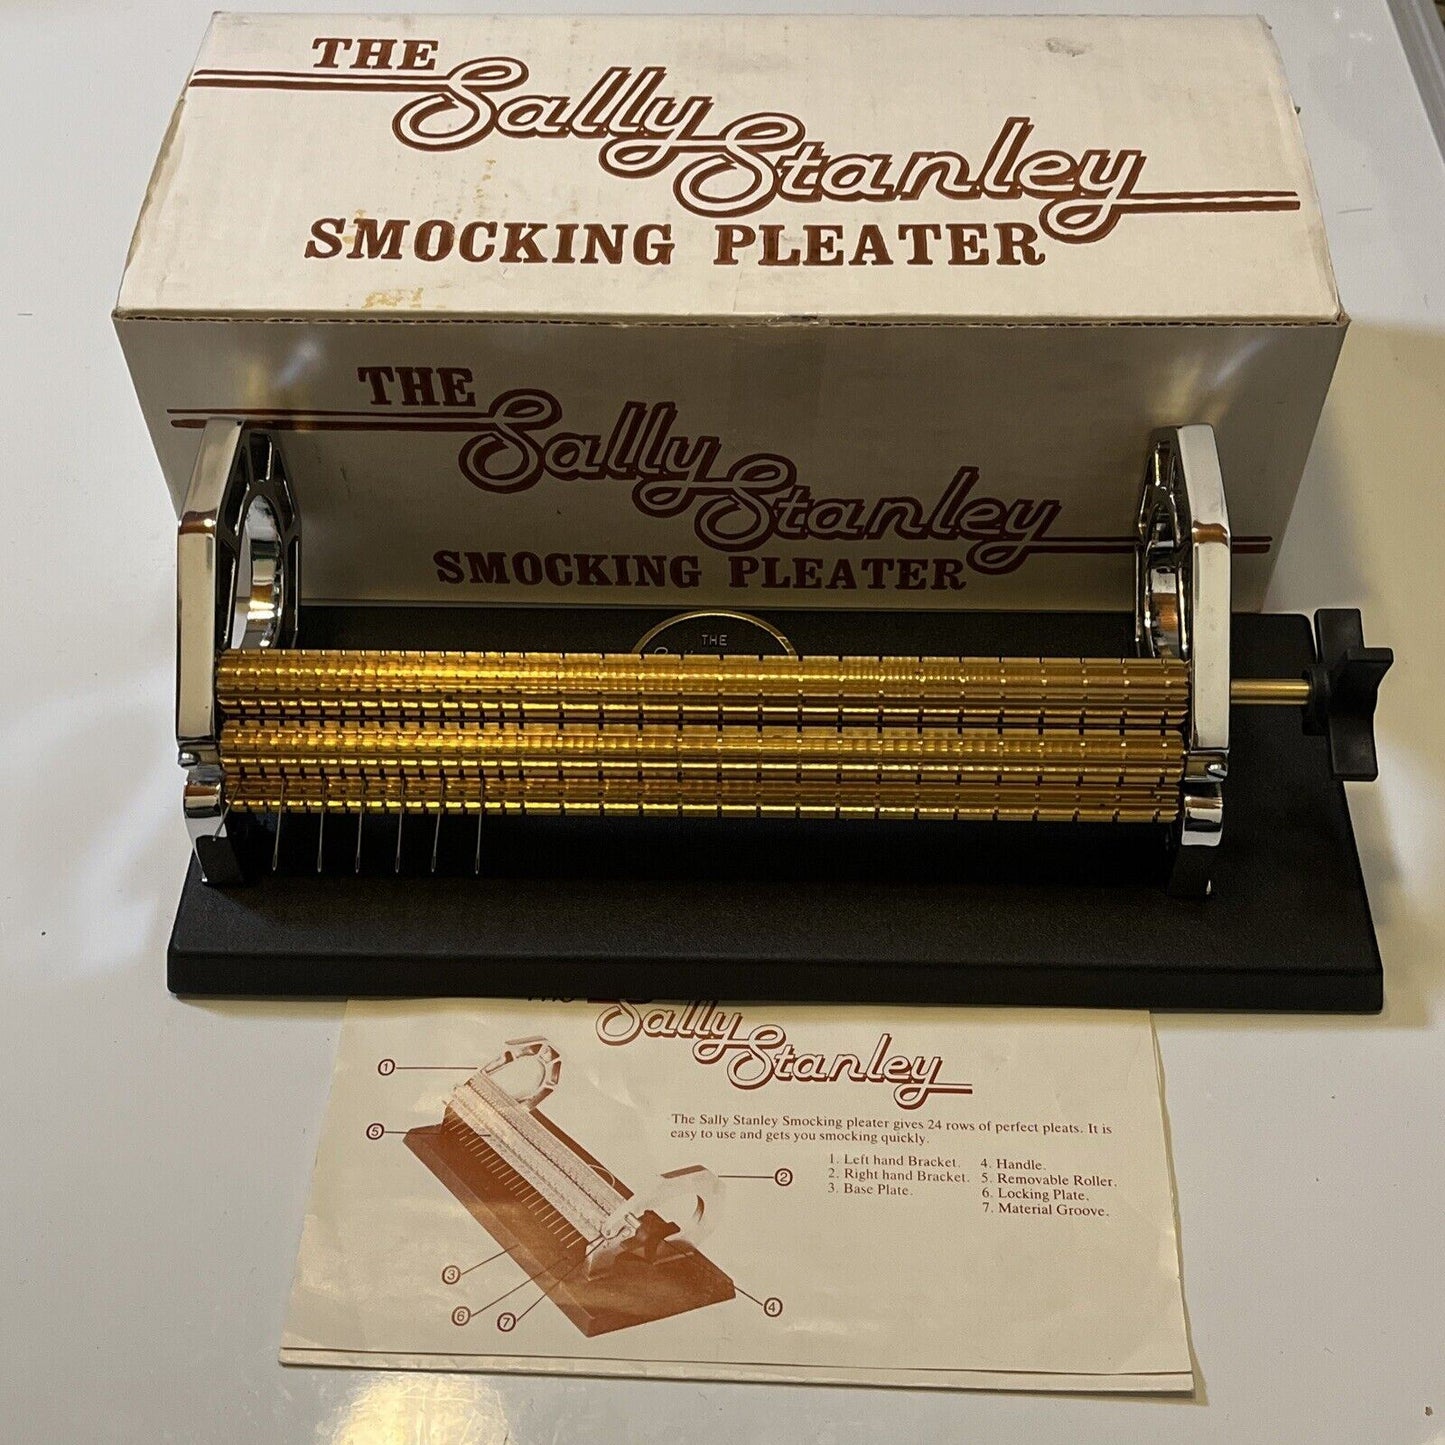 THE
Sally Stanley
SMOCKING PLEATER
THE
Sally Stanley
SMOCKING PLEATER
THE
Sally Stanley
The Sally Stanley Smocking pleater gives 24 rows of perfect pleats. It is
easy to use and gets you smocking quickly.
1. Left hand Bracket.
2. Right hand Bracket.
3. Base Plate.
4. Handle.
5. Removable Roller.
6. Locking Plate.
7. Material Groove.
1
5
2
3
6
7
4